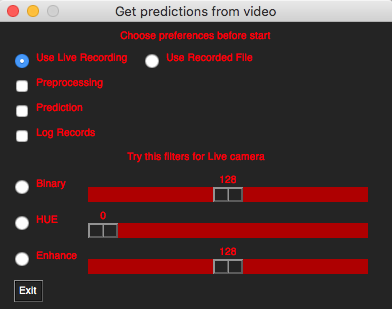 Get predictions from video
Choose preferences before start
Use Live Recording Use Recorded File
Preprocessing
Prediction
Log Records
Try this filters for Live camera
128
Binary
0
HUE
128
Enhance
Exit